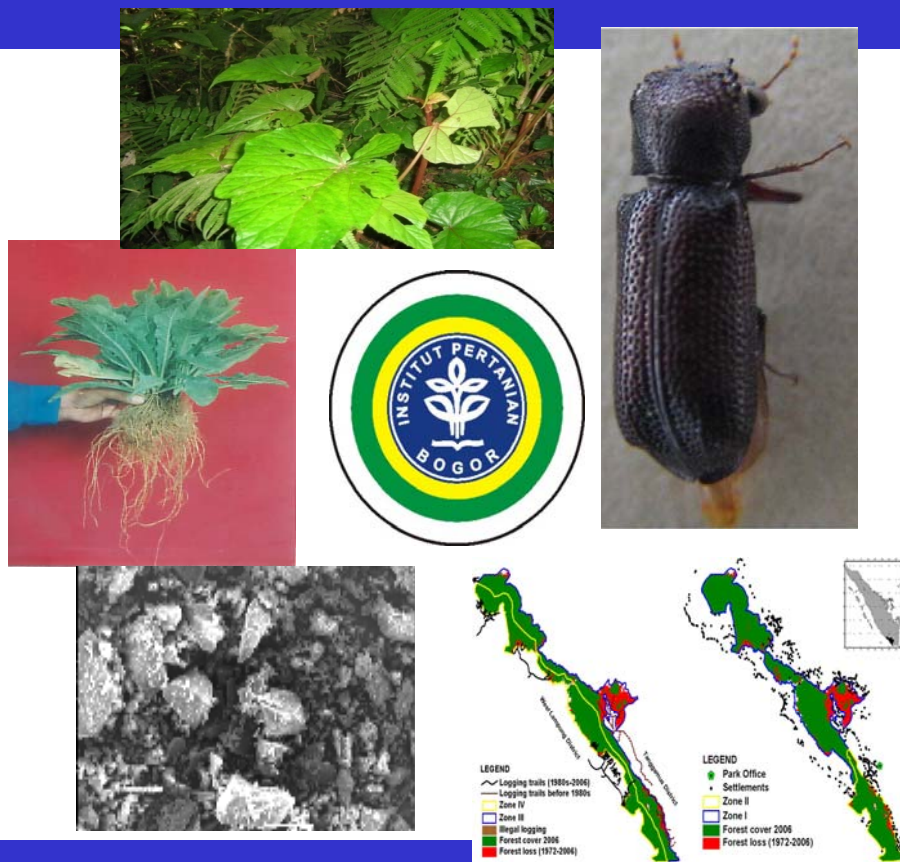 INSTITUT PERTANIAN
BOGOR
West Lampung District
Tanggamus District
LEGEND
Logging trails (1980s-2006)
Logging trails before 1980s
Zone IV
Zone III
Illegal logging
Forest cover 2006
Forest loss (1972-2006)
LEGEND
Park Office
Settlements
Zone II
Zone I
Forest cover 2006
Forest loss (1972-2006)